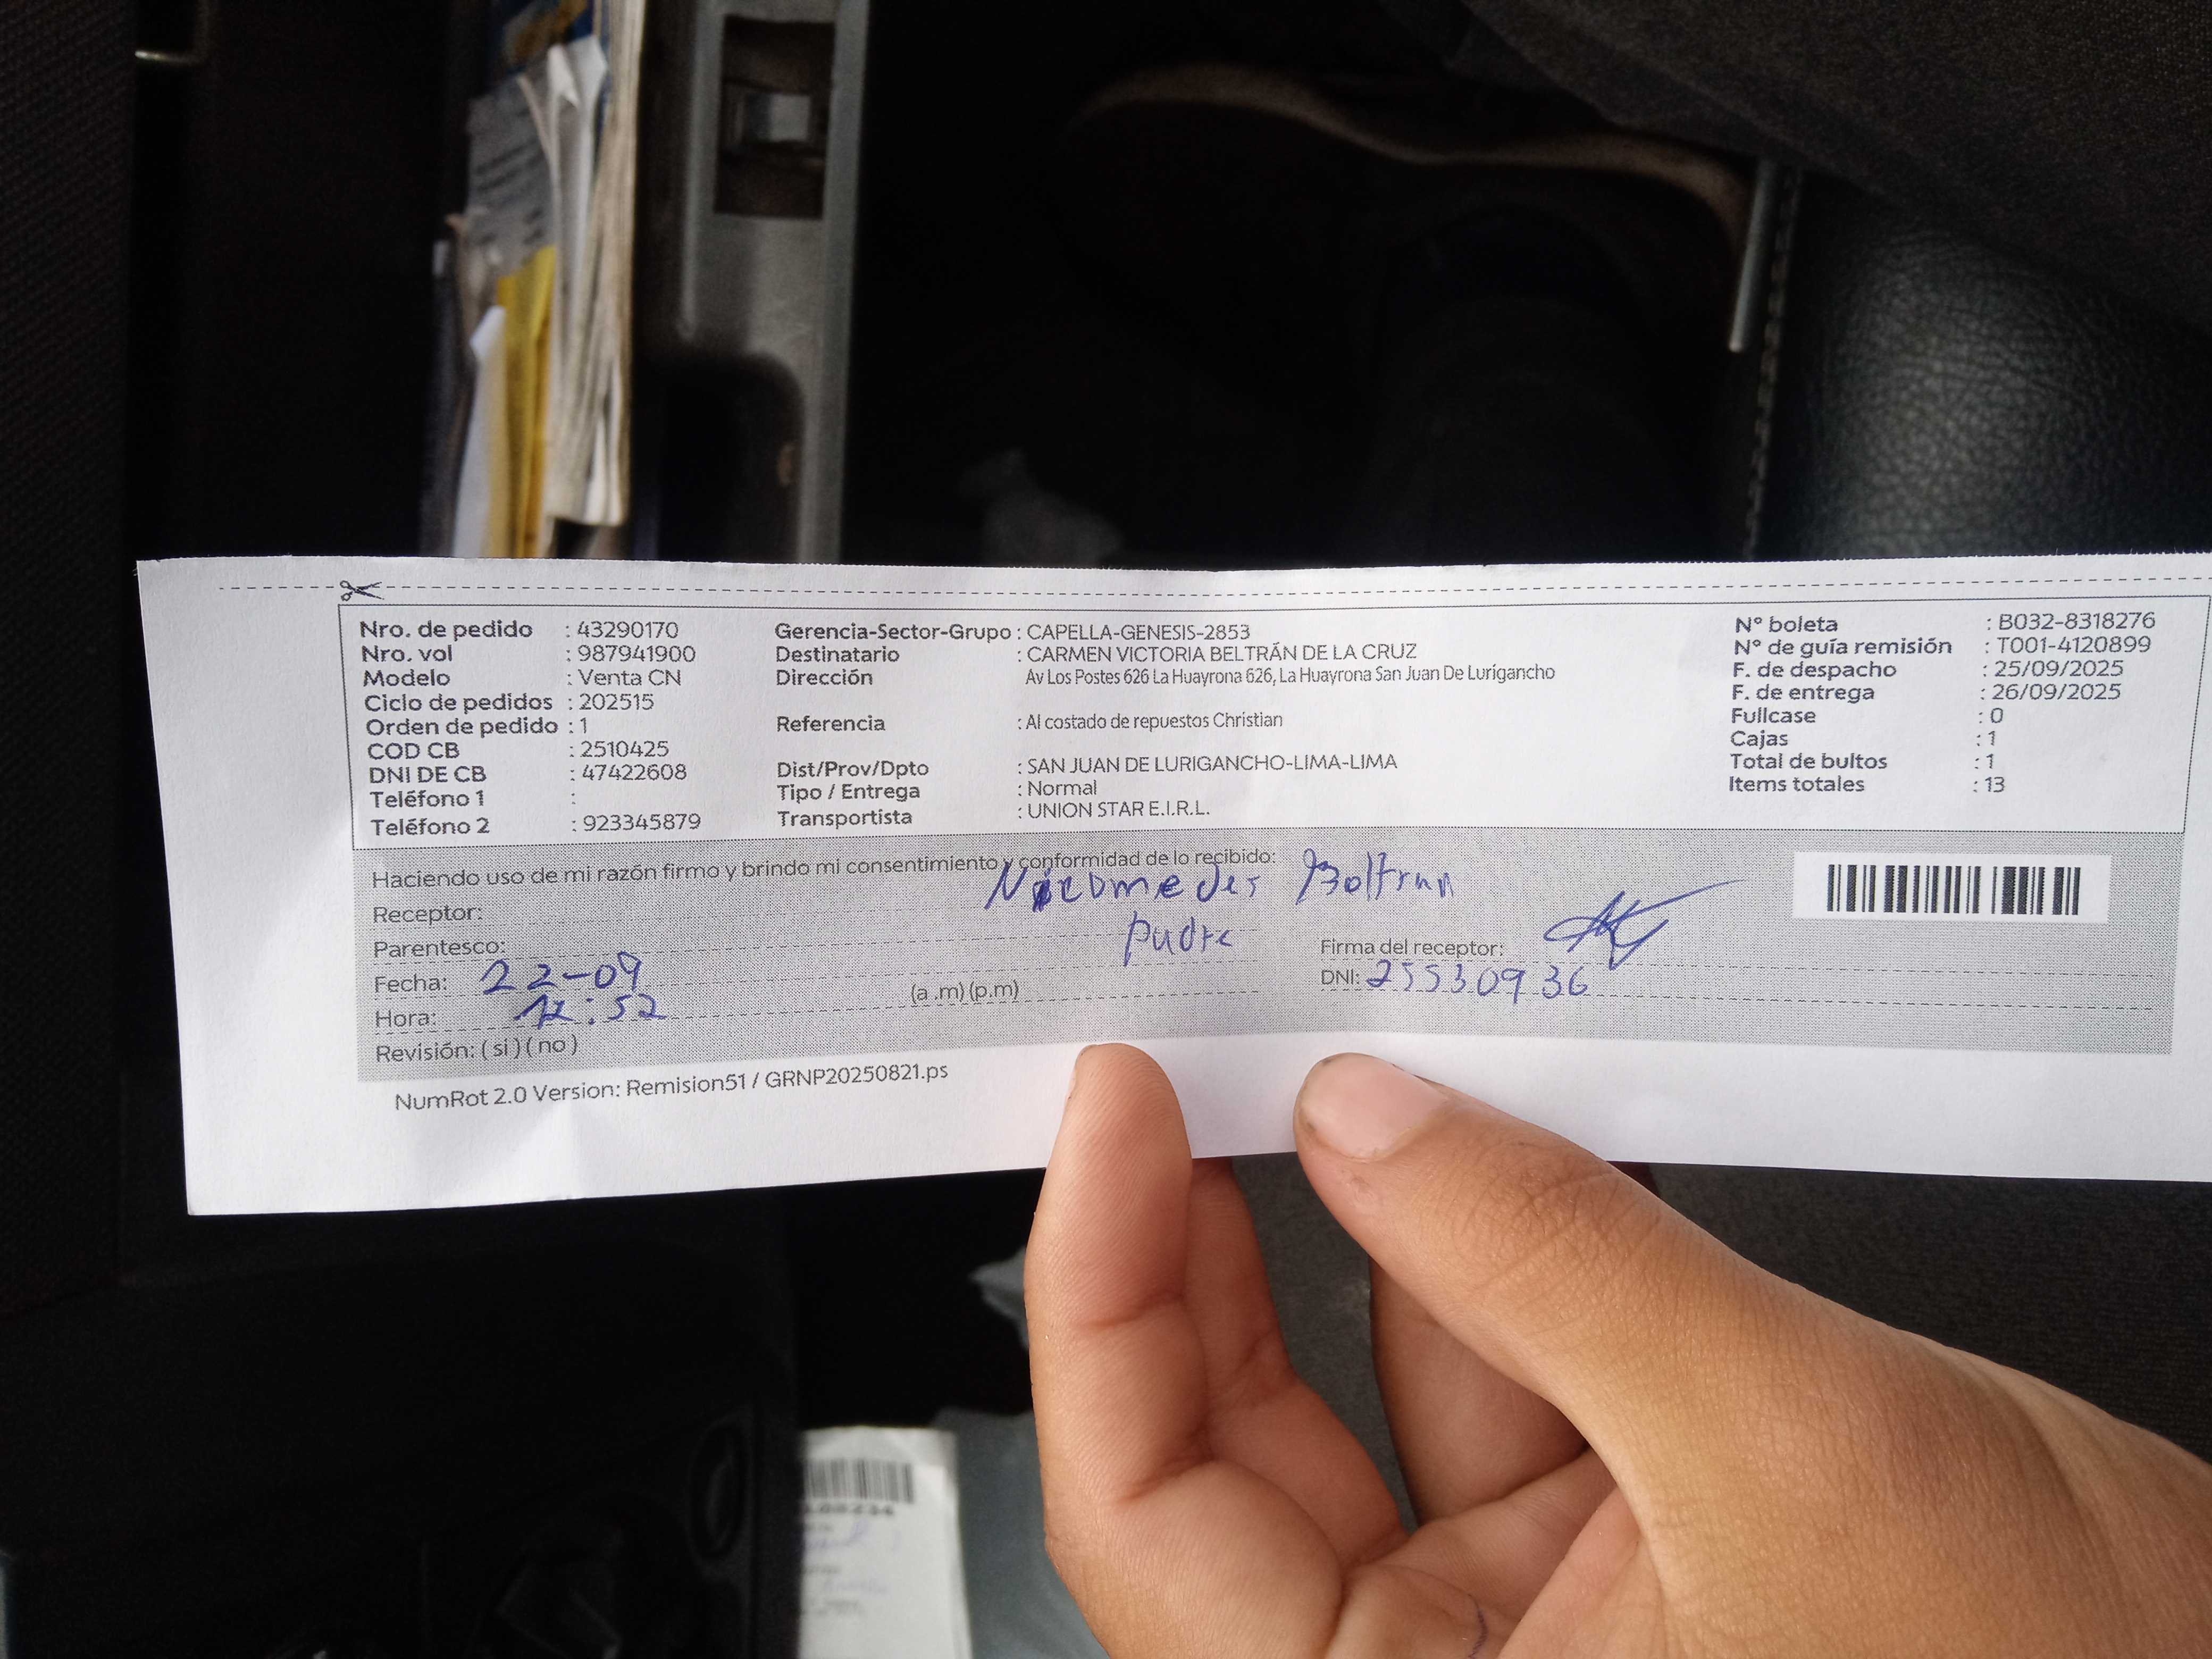 Nro. de pedido : 43290170
Nro. vol : 987941900
Modelo : Venta CN
Ciclo de pedidos : 202515
Orden de pedido : 1
COD CB : 2510425
DNI DE CB : 47422608
Teléfono 1 :
Teléfono 2 : 923345879
Gerencia-Sector-Grupo : CAPELLA-GENESIS-2853
Destinatario : CARMEN VICTORIA BELTRÁN DE LA CRUZ
Dirección Av Los Postes 626 La Huayrona 626, La Huayrona San Juan De Lurigancho
Referencia : Al costado de repuestos Christian
Dist/Prov/Dpto : SAN JUAN DE LURIGANCHO-LIMA-LIMA
Tipo / Entrega : Normal
Transportista : UNION STAR E.I.R.L.
N° boleta : B032-8318276
N° de guía remisión : T001-4120899
F. de despacho : 25/09/2025
F. de entrega : 26/09/2025
Fullcase : 0
Cajas : 1
Total de bultos : 1
Items totales : 13
Haciendo uso de mi razón firmo y brindo mi consentimiento y conformidad de lo recibido:
Receptor: Nicomedes Beltran
Parentesco: padre
Firma del receptor:
Fecha: 22-09
DNI: 25530936
Hora: :52 (a .m) (p.m)
Revisión: ( si ) ( no )
NumRot 2.0 Version: Remision51 / GRNP20250821.ps